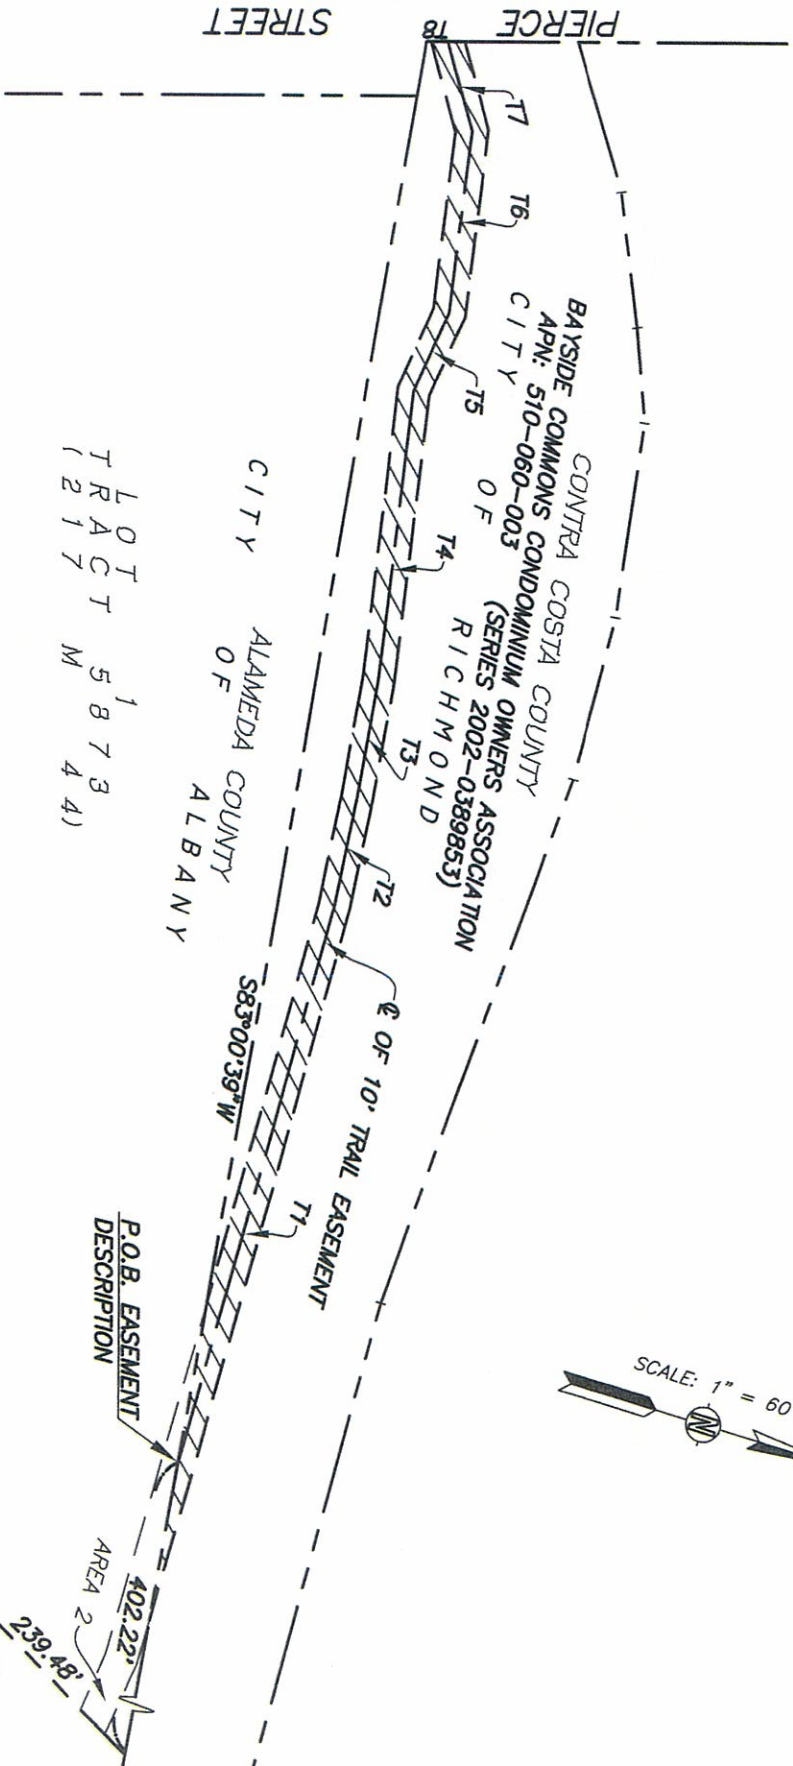 PIERCE
STREET
T8
T7
T6
T5
T4
T3
T2
T1
CONTRA COSTA COUNTY
BAYSIDE COMMONS CONDOMINIUM OWNERS ASSOCIATION
APN: 510-060-003 (SERIES 2002-0389853)
CITY OF RICHMOND
℄ OF 10' TRAIL EASEMENT
ALAMEDA COUNTY
CITY OF ALBANY
LOT 1
TRACT 5873
(217 M 44)
S83°00'39"W
P.O.B. EASEMENT
DESCRIPTION
402.22'
AREA 2
239.48'
SCALE: 1" = 60
N